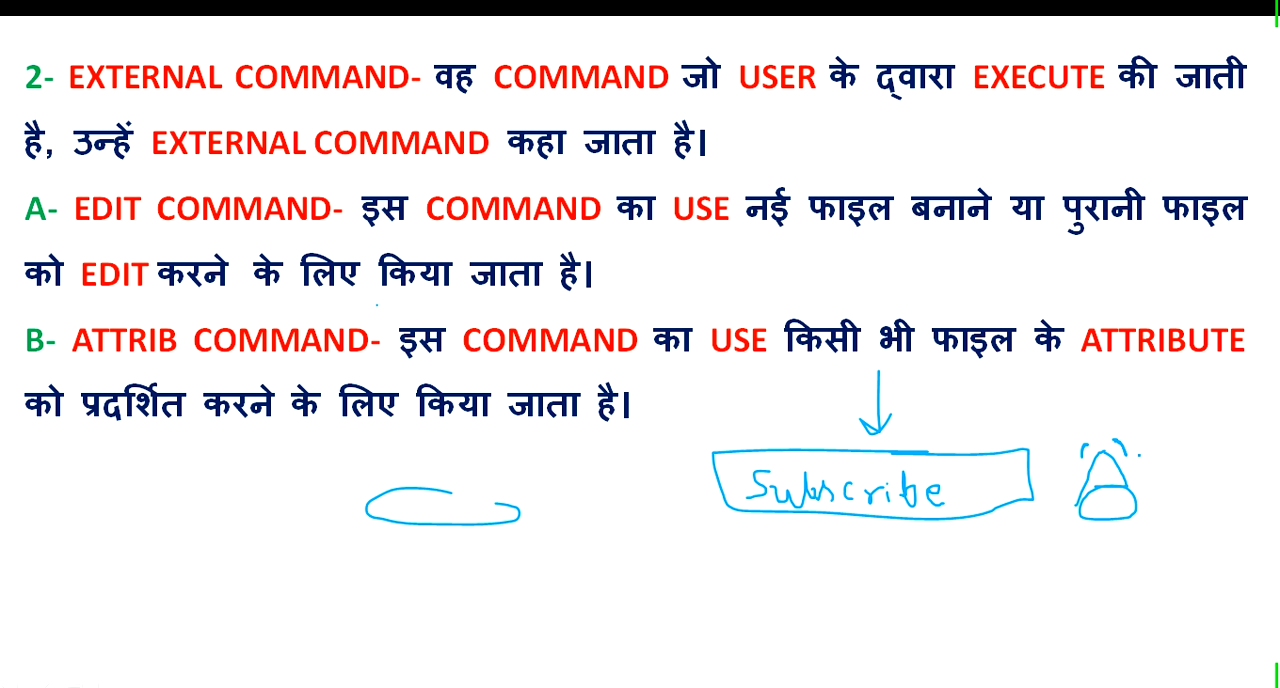 2- EXTERNAL COMMAND- वह COMMAND जो USER के द्वारा EXECUTE की जाती
है, उन्हें EXTERNAL COMMAND कहा जाता है।
A- EDIT COMMAND- इस COMMAND का USE नई फाइल बनाने या पुरानी फाइल
को EDIT करने के लिए किया जाता है।
B- ATTRIB COMMAND- इस COMMAND का USE किसी भी फाइल के ATTRIBUTE
को प्रदर्शित करने के लिए किया जाता है।
Subscribe